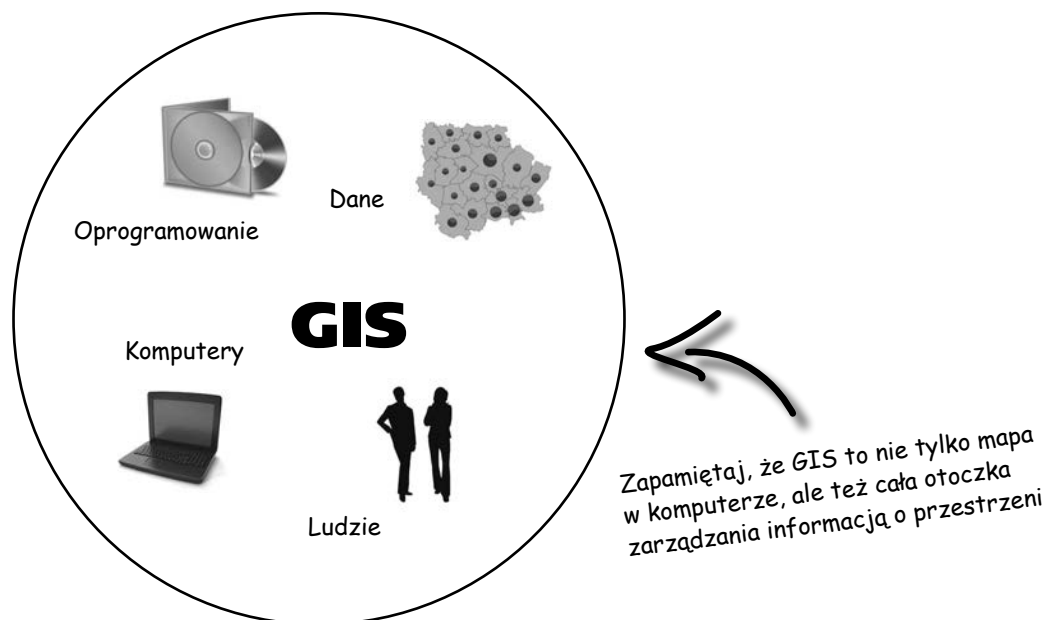 Dane
Oprogramowanie
GIS
Komputery
Ludzie
Zapamiętaj, że GIS to nie tylko mapa
w komputerze, ale też cała otoczka
zarządzania informacją o przestrzeni